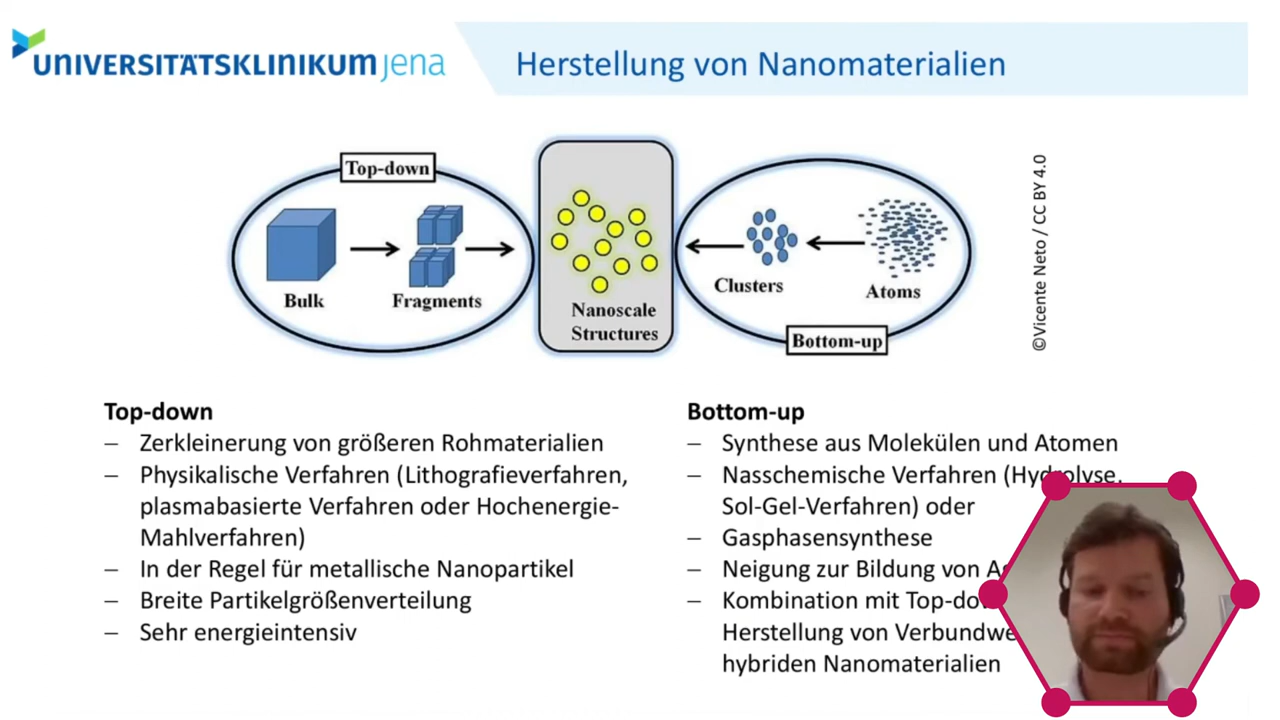 UNIVERSITÄTSKLINIKUM jena
Herstellung von Nanomaterialien
Top-down
Bulk
Fragments
Nanoscale
Structures
Clusters
Atoms
Bottom-up
©Vicente Neto / CC BY 4.0
Top-down
– Zerkleinerung von größeren Rohmaterialien
– Physikalische Verfahren (Lithografieverfahren,
plasmabasierte Verfahren oder Hochenergie-
Mahlverfahren)
– In der Regel für metallische Nanopartikel
– Breite Partikelgrößenverteilung
– Sehr energieintensiv
Bottom-up
– Synthese aus Molekülen und Atomen
– Nasschemische Verfahren (Hydrolyse,
Sol-Gel-Verfahren) oder
– Gasphasensynthese
– Neigung zur Bildung von
– Kombination mit
Herstellung von
hybriden Nanomaterialien